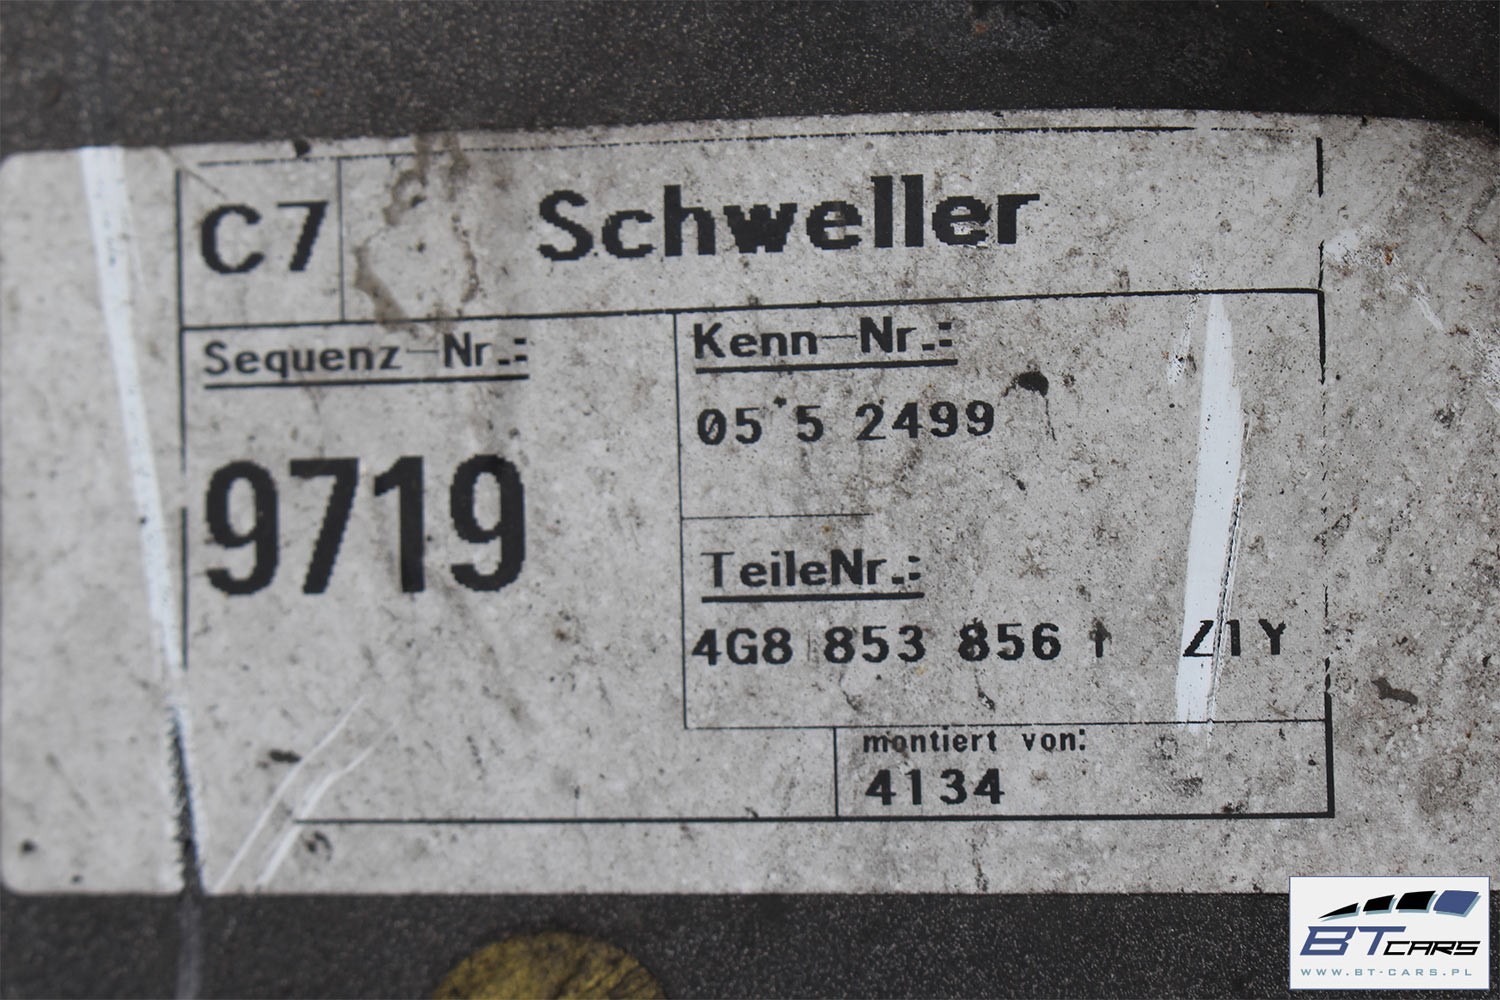 C7 Schweller
Sequenz-Nr.: Kenn-Nr.:
05 5 2499
9719
TeileNr.:
4G8 853 856 Z1Y
montiert von:
4134
BT CARS
WWW.BT-CARS.PL